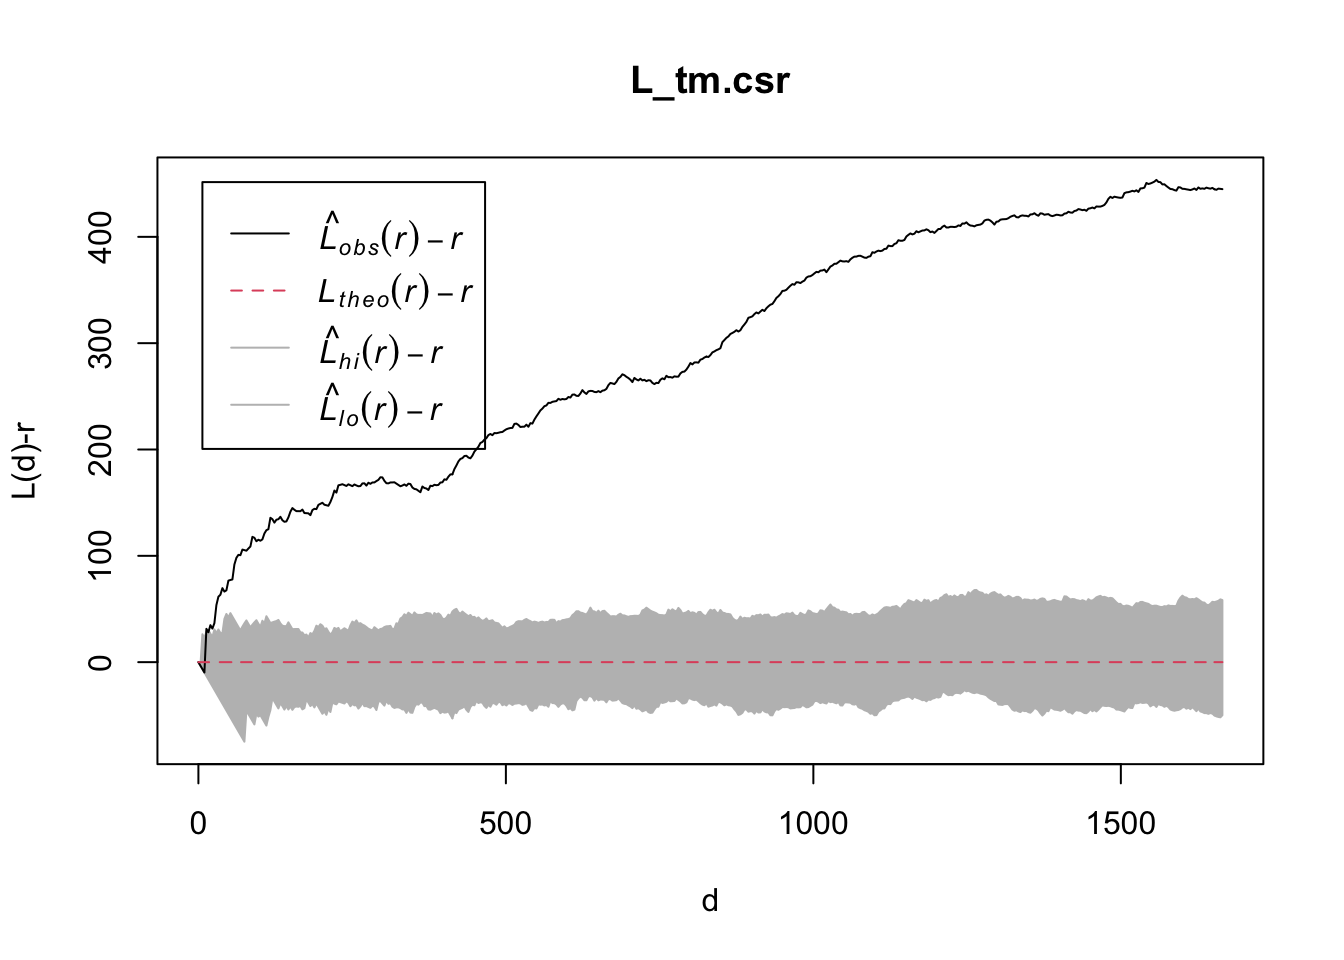 L_tm.csr
L̂obs(r) − r
Ltheo(r) − r
L̂hi(r) − r
L̂lo(r) − r
L(d)-r
400
300
200
100
0
0 500 1000 1500
d